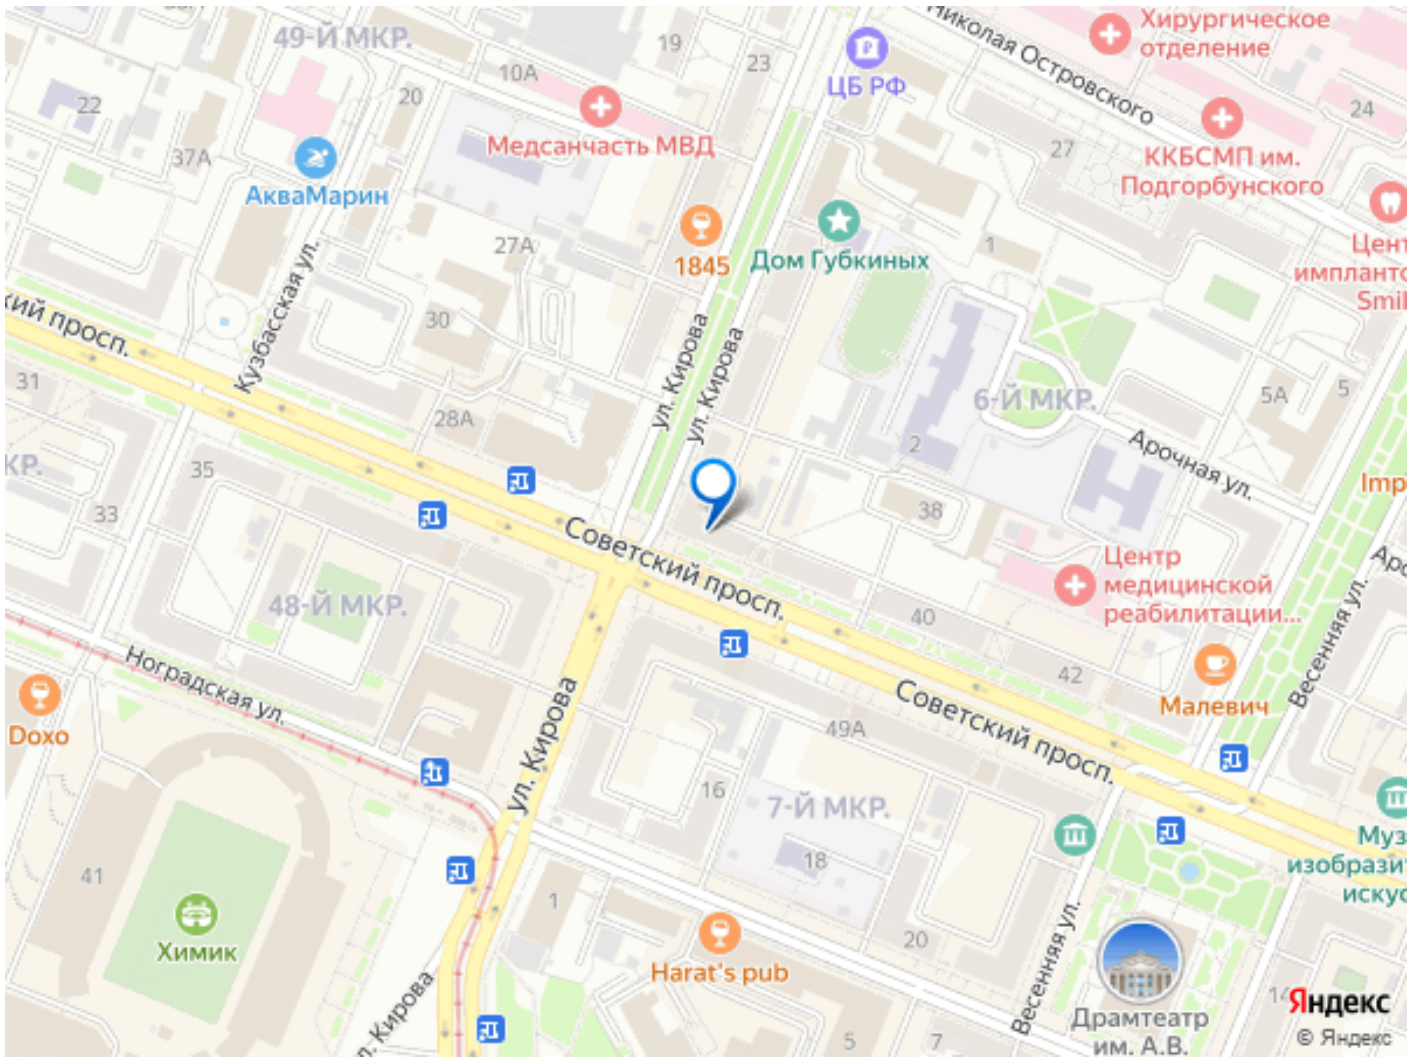 49-Й МКР.
19
23
10А
20
22
37А
Медсанчасть МВД
ЦБ РФ
Николая Островского
Хирургическое
отделение
24
27
ККБСМП им.
Подгорбунского
АкваМарин
27А
1845
Дом Губкиных
1
Кузбасская ул.
30
ул. Кирова
ул. Кирова
просп.
31
28А
35
33
6-Й МКР.
5А
5
2
38
Арочная ул.
Smil
Imp
Советский просп.
Центр
медицинской
реабилитации...
40
42
48-Й МКР.
Ноградская ул.
Doxo
ул. Кирова
Малевич
Весенняя ул.
Советский просп.
49А
16
7-Й МКР.
18
41
1
Химик
Harat's pub
20
Весенняя ул.
Кирова
5
7
Драмтеатр
им. А.В.
14
Яндекс
© Яндекс